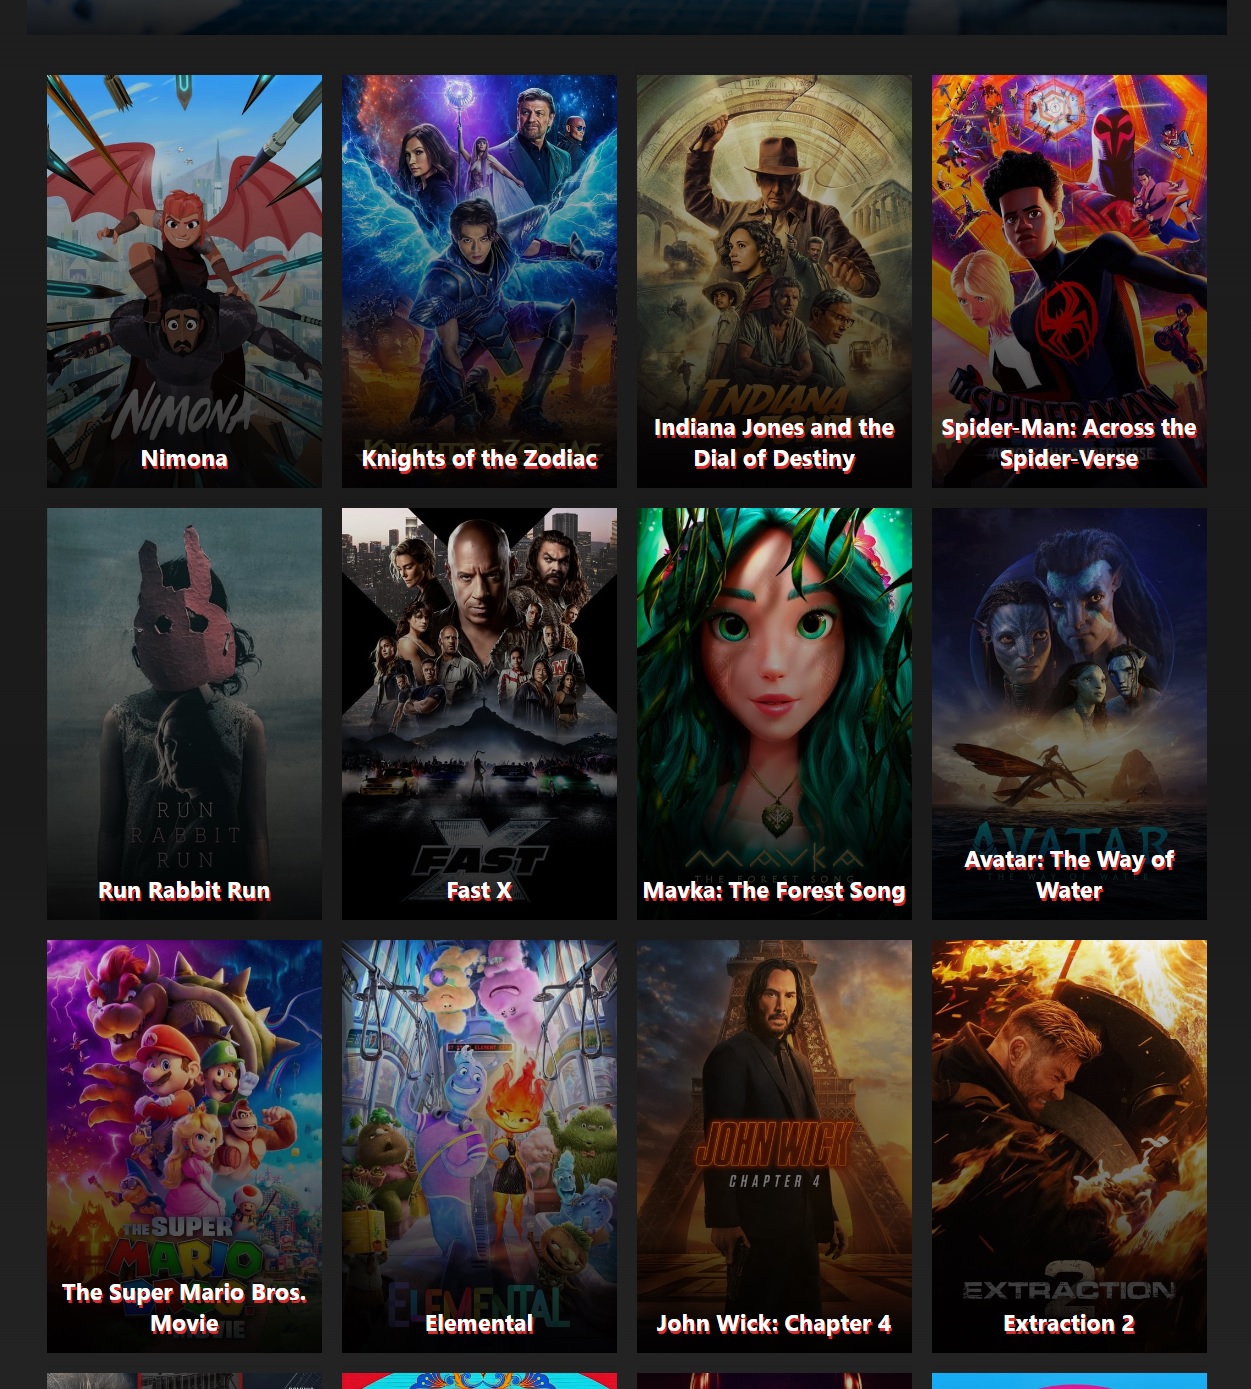 NIMONA
Nimona
KNIGHTS OF THE ZODIAC
Knights of the Zodiac
INDIANA
Indiana Jones and the
Dial of Destiny
SPIDER-MAN
Spider-Man: Across the
Spider-Verse
RUN
RABBIT
RUN
Run Rabbit Run
FAST
X
Fast X
MAVKA
THE FOREST SONG
Mavka: The Forest Song
AVATAR
Avatar: The Way of
Water
THE SUPER
MARIO
MOVIE
The Super Mario Bros.
Movie
ELEMENTAL
Elemental
JOHN WICK
CHAPTER 4
John Wick: Chapter 4
EXTRACTION
2
Extraction 2